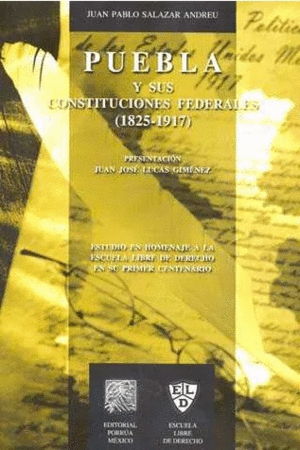 JUAN PABLO SALAZAR ANDREU
PUEBLA
Y SUS
CONSTITUCIONES FEDERALES
(1825-1917)
PRESENTACIÓN
JUAN JOSÉ LUCAS GIMÉNEZ
ESTUDIO EN HOMENAJE A LA
ESCUELA LIBRE DE DERECHO
EN SU PRIMER CENTENARIO
ELD
EDITORIAL
PORRÚA
MÉXICO
ESCUELA
LIBRE
DE DERECHO